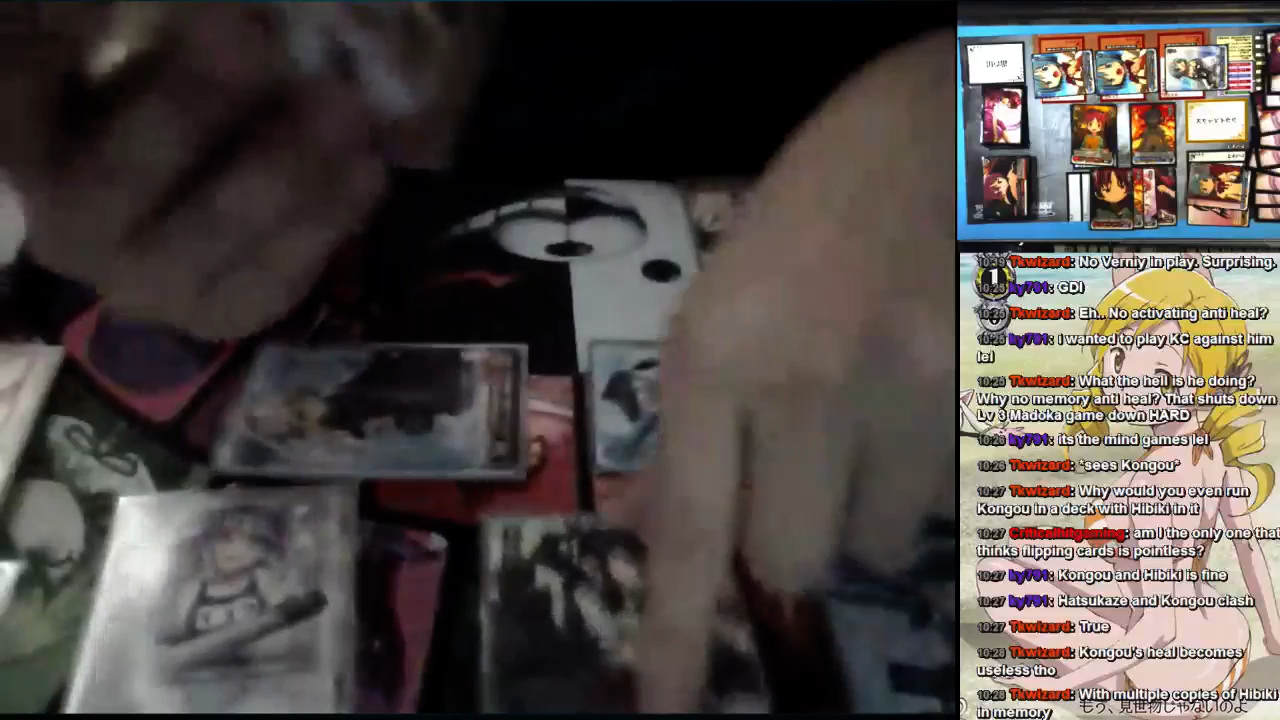 10:19 Tkwizard: No Verniy in play. Surprising.
1
10:25 ky791: GDI
10:25 Tkwizard: Eh.. No activating anti heal?
10:25 ky791: i wanted to play KC against him
lel
10:25 Tkwizard: What the hell is he doing?
Why no memory anti heal? That shuts down
Lv 3 Madoka game down HARD
10:26 ky791: its the mind games lel
10:26 Tkwizard: *sees Kongou*
10:27 Tkwizard: Why would you even run
Kongou in a deck with Hibiki in it
10:27 Criticalhitgaming: am I the only one that
thinks flipping cards is pointless?
10:27 ky791: Kongou and Hibiki is fine
10:27 ky791: Hatsukaze and Kongou clash
10:27 Tkwizard: True
10:28 Tkwizard: Kongou's heal becomes
useless tho
10:28 Tkwizard: With multiple copies of Hibiki
in memory
もう、見世物じゃないのよ